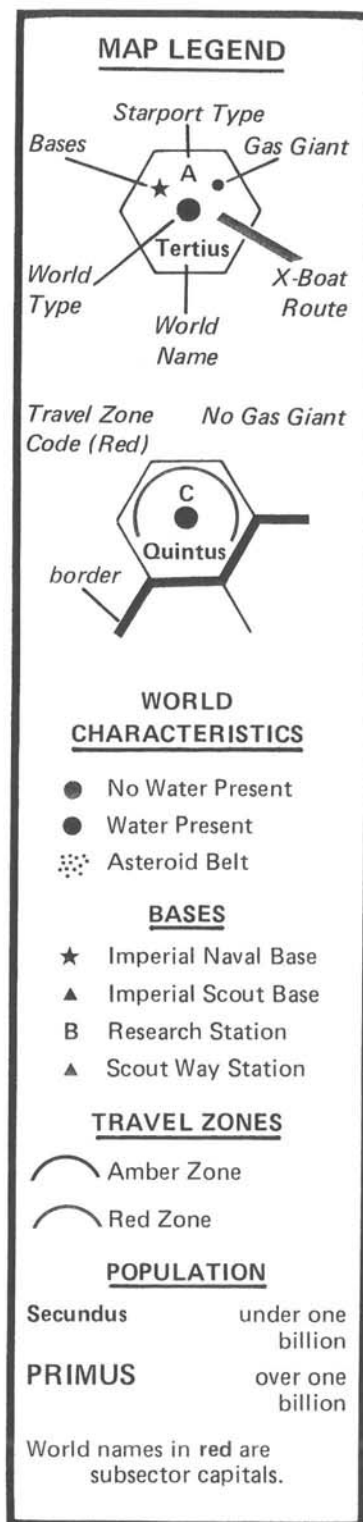 MAP LEGEND
Starport Type
Bases
Gas Giant
A
Tertius
World
Type
X-Boat
Route
World
Name
Travel Zone
Code (Red)
No Gas Giant
C
Quintus
border
WORLD
CHARACTERISTICS
No Water Present
Water Present
Asteroid Belt
BASES
Imperial Naval Base
Imperial Scout Base
B Research Station
Scout Way Station
TRAVEL ZONES
Amber Zone
Red Zone
POPULATION
Secundus under one
billion
PRIMUS over one
billion
World names in red are
subsector capitals.